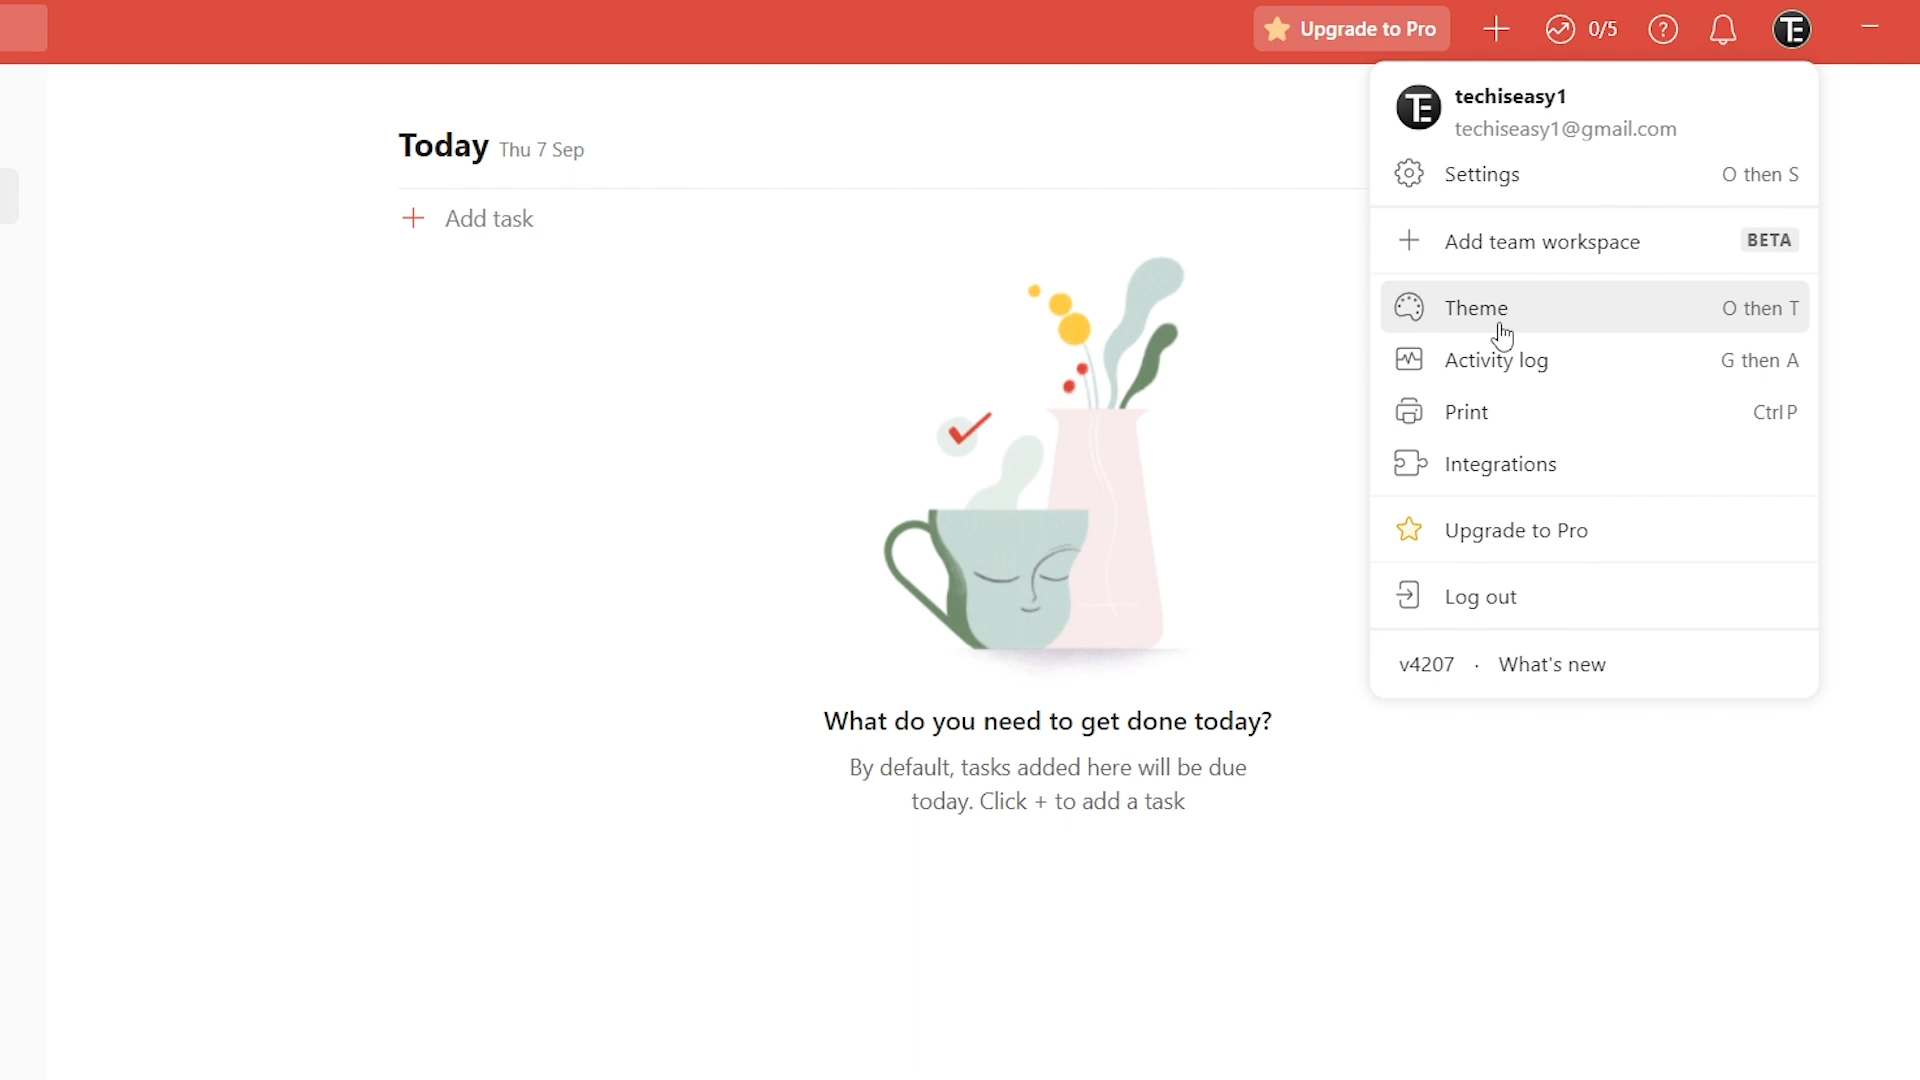 Upgrade to Pro
0/5
TE
Today Thu 7 Sep
Add task
What do you need to get done today?
By default, tasks added here will be due
today. Click + to add a task
TE
techiseasy1
techiseasy1@gmail.com
Settings O then S
Add team workspace BETA
Theme O then T
Activity log G then A
Print Ctrl P
Integrations
Upgrade to Pro
Log out
v4207 · What's new